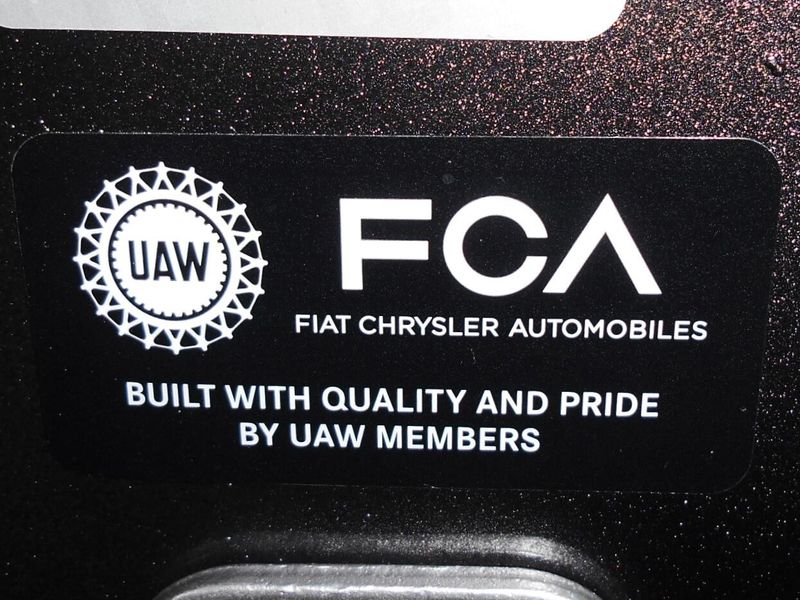 UAW
FCA
FIAT CHRYSLER AUTOMOBILES
BUILT WITH QUALITY AND PRIDE
BY UAW MEMBERS